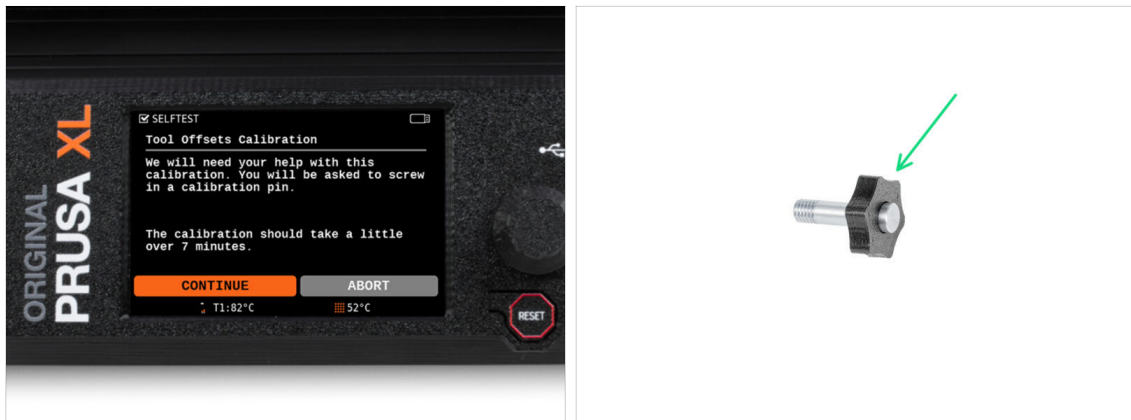 ORIGINAL
PRUSA XL
SELFTEST
Tool Offsets Calibration
We will need your help with this
calibration. You will be asked to screw
in a calibration pin.
The calibration should take a little
over 7 minutes.
CONTINUE
ABORT
T1:82°C
52°C
RESET